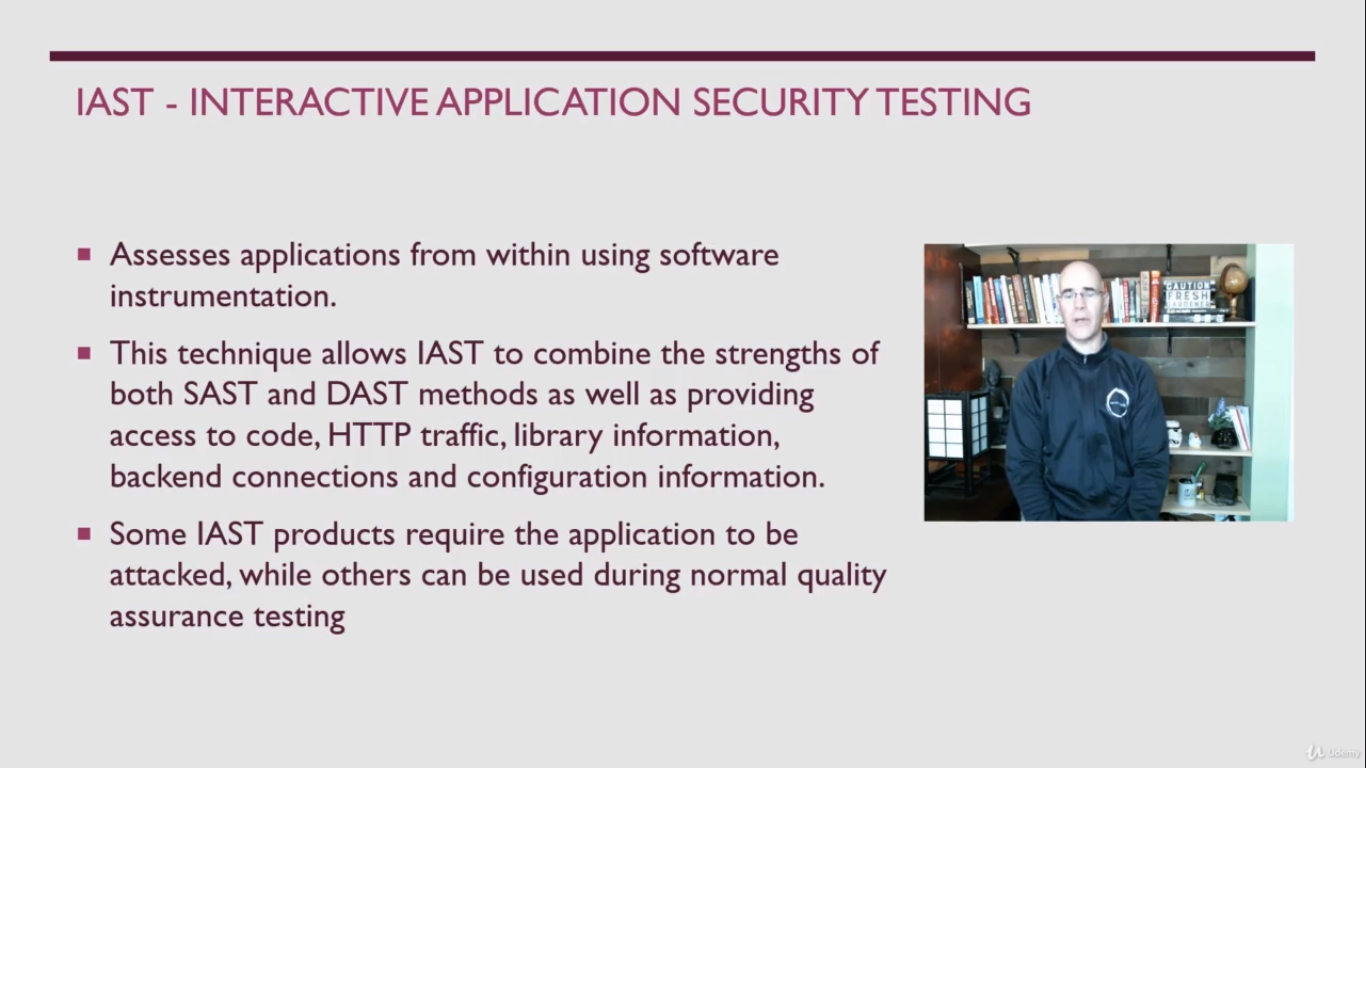 IAST - INTERACTIVE APPLICATION SECURITY TESTING
Assesses applications from within using software
instrumentation.
This technique allows IAST to combine the strengths of
both SAST and DAST methods as well as providing
access to code, HTTP traffic, library information,
backend connections and configuration information.
Some IAST products require the application to be
attacked, while others can be used during normal quality
assurance testing
CAUTION
FRESH
Udemy